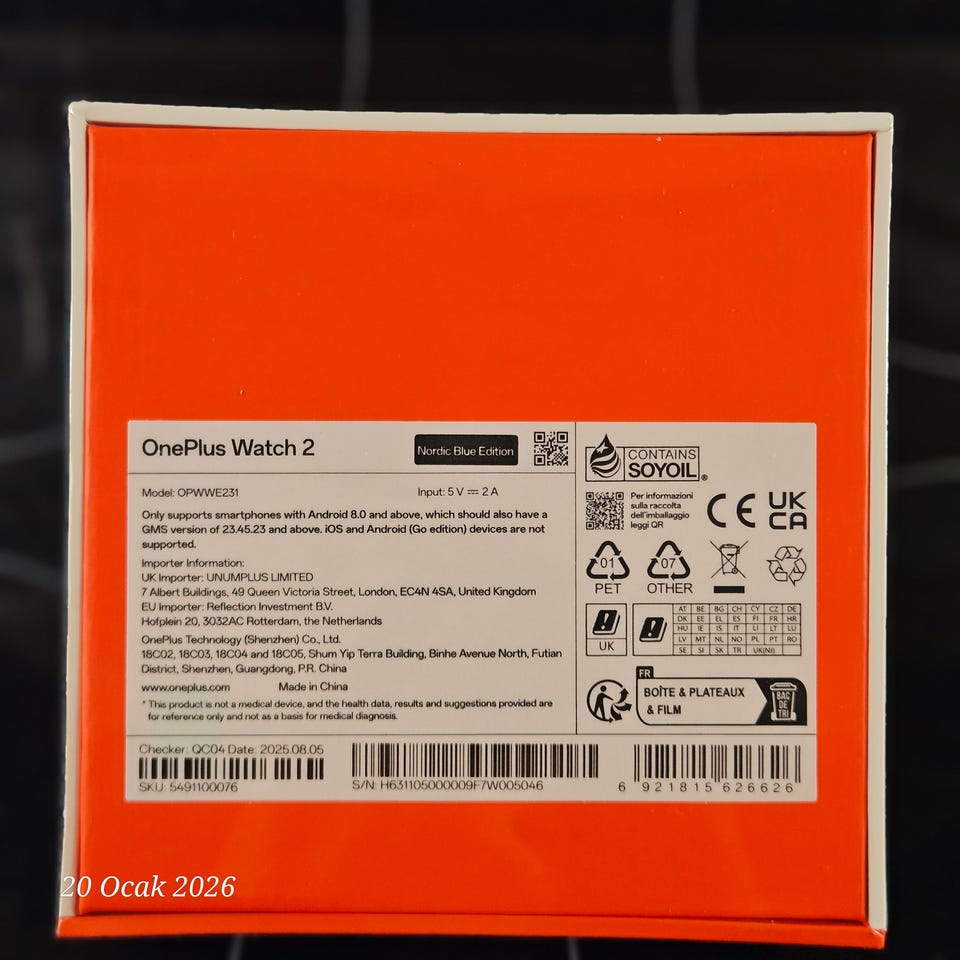 OnePlus Watch 2
Nordic Blue Edition
Model: OPWWE231
Input: 5 V ⎓ 2 A
Only supports smartphones with Android 8.0 and above, which should also have a
GMS version of 23.45.23 and above. iOS and Android (Go edition) devices are not
supported.
Importer Information:
UK Importer: UNUMPLUS LIMITED
7 Albert Buildings, 49 Queen Victoria Street, London, EC4N 4SA, United Kingdom
EU Importer: Reflection Investment B.V.
Hofplein 20, 3032AC Rotterdam, the Netherlands
OnePlus Technology (Shenzhen) Co., Ltd.
18C02, 18C03, 18C04 and 18C05, Shum Yip Terra Building, Binhe Avenue North, Futian
District, Shenzhen, Guangdong, P.R. China
www.oneplus.com
Made in China
* This product is not a medical device, and the health data, results and suggestions provided are
for reference only and not as a basis for medical diagnosis.
CONTAINS
SOYOIL®
Per informazioni
sulla raccolta
dell'imballaggio
leggi QR
CE
UK
CA
01
PET
07
OTHER
UK
AT BE BG CH CY CZ DE
DK EE EL ES FI FR HR
HU IE IS IT LI LT LU
LV MT NL NO PL PT RO
SE SI SK TR UK(NI)
FR
BOÎTE & PLATEAUX
& FILM
BAC
DE
TRI
Checker: QC04 Date: 2025.08.05
SKU: 5491100076
S/N: H631105000009F7W005046
6 921815 626626
20 Ocak 2026